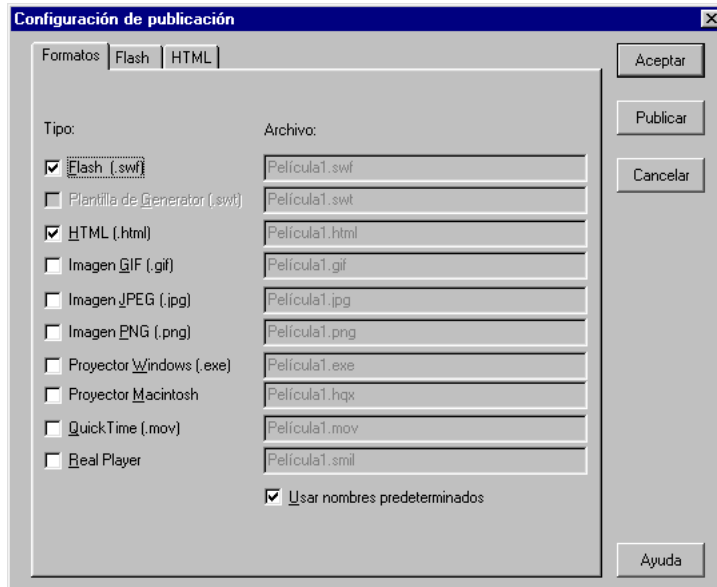 Configuración de publicación
Formatos Flash HTML
Aceptar
Publicar
Cancelar
Tipo: Archivo:
Flash (.swf) Película1.swf
Plantilla de Generator (.swt) Película1.swt
HTML (.html) Película1.html
Imagen GIF (.gif) Película1.gif
Imagen JPEG (.jpg) Película1.jpg
Imagen PNG (.png) Película1.png
Proyector Windows (.exe) Película1.exe
Proyector Macintosh Película1.hqx
QuickTime (.mov) Película1.mov
Real Player Película1.smil
Usar nombres predeterminados
Ayuda